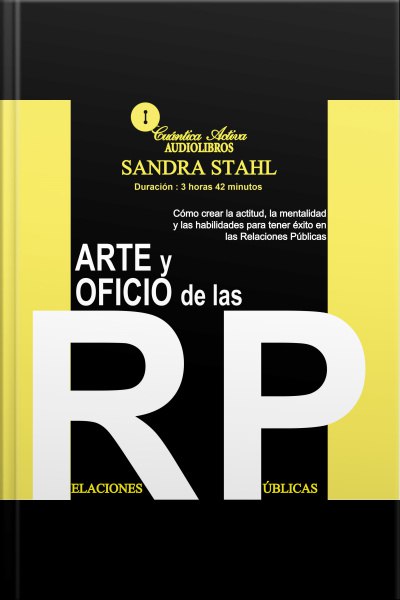 Cuántica Activa
AUDIOLIBROS
SANDRA STAHL
Duración : 3 horas 42 minutos
Cómo crear la actitud, la mentalidad
y las habilidades para tener éxito en
las Relaciones Públicas
ARTE y
OFICIO de las
RP
ELACIONES ÚBLICAS